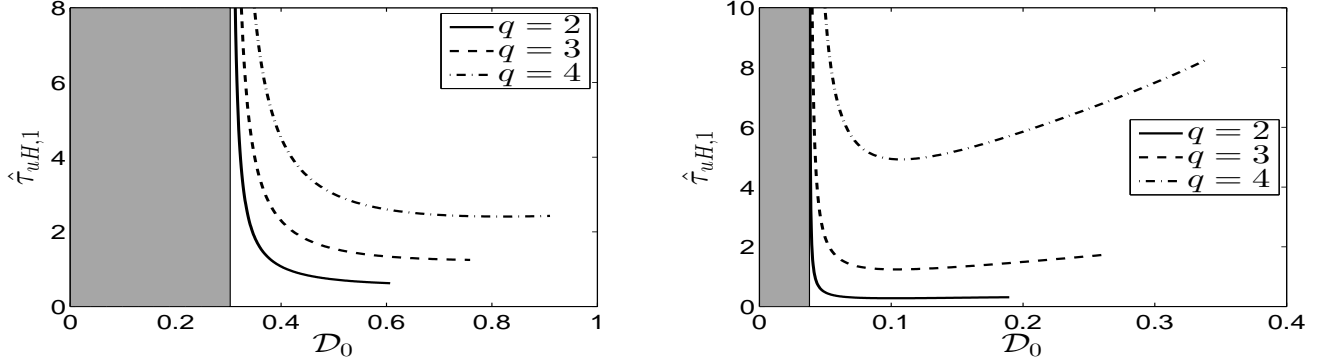 8
6
4
2
0
τ̂_{uH,1}
0
0.2
0.4
0.6
0.8
1
𝒟₀
q = 2
q = 3
q = 4
10
8
6
4
2
0
τ̂_{uH,1}
0
0.1
0.2
0.3
0.4
𝒟₀
q = 2
q = 3
q = 4